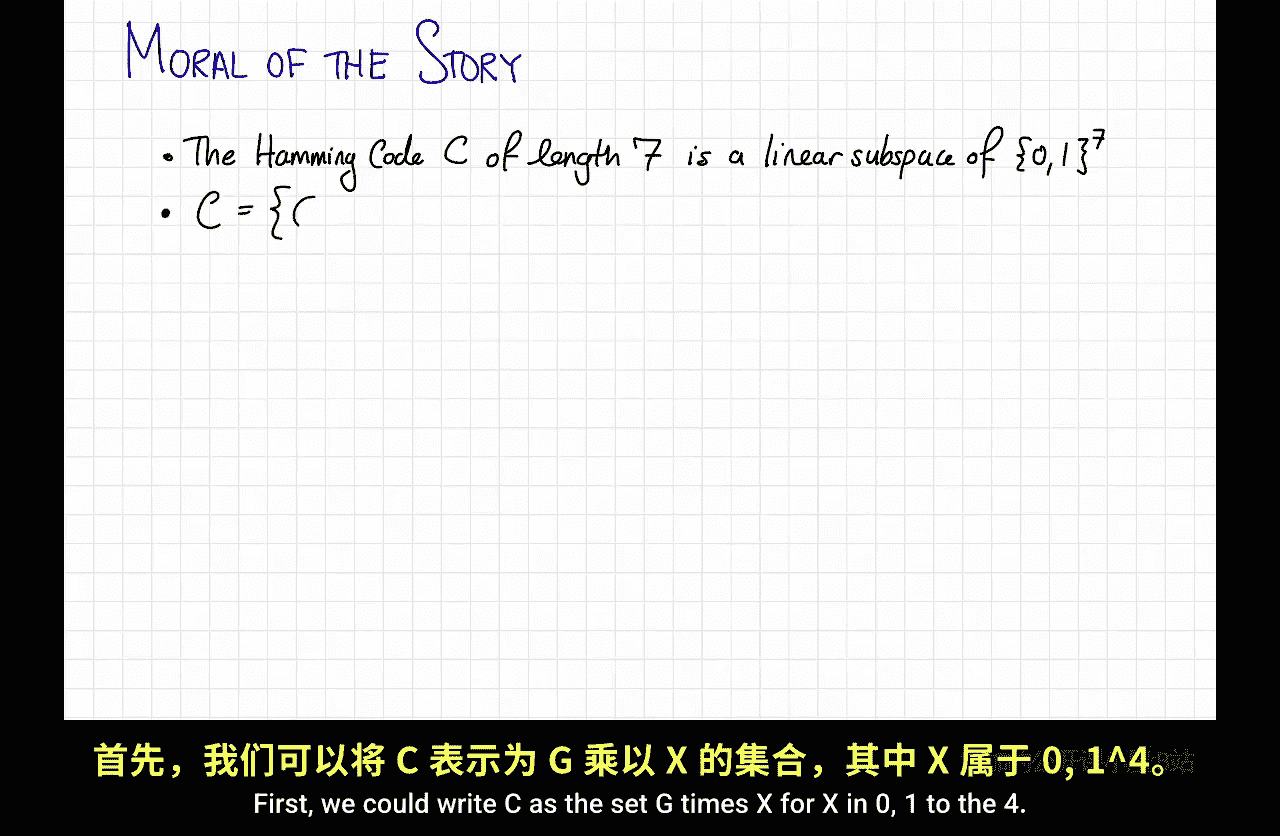 MORAL OF THE STORY
• The Hamming Code C of length 7 is a linear subspace of {0,1}⁷
• C = {(
首先，我们可以将 C 表示为 G 乘以 X 的集合，其中 X 属于 0, 1^4。
First, we could write C as the set G times X for X in 0, 1 to the 4.